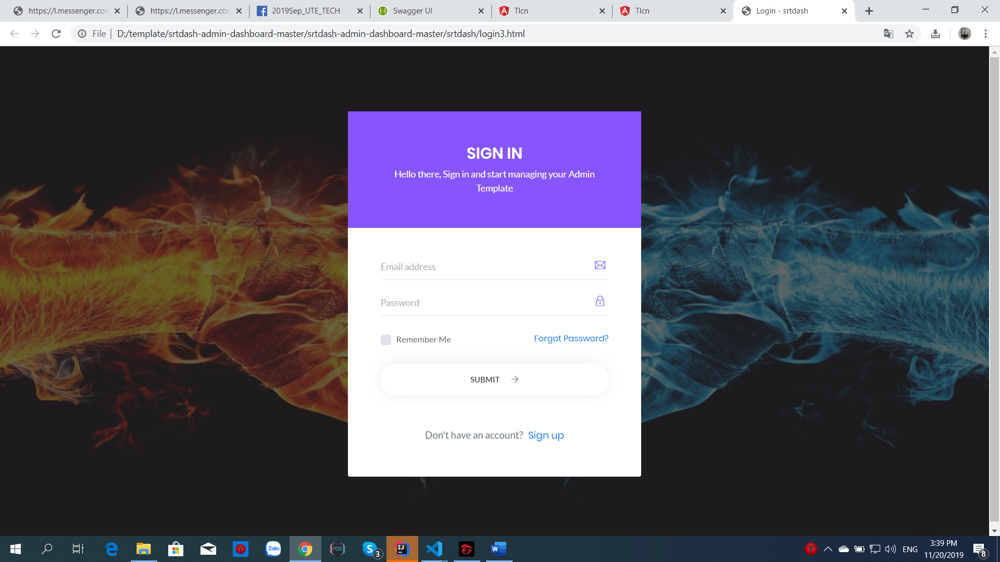 https://l.messenger.com
https://l.messenger.com
2019Sep_UTE_TECH
Swagger UI
Tlcn
Tlcn
Login - srtdash
File
D:/template/srtdash-admin-dashboard-master/srtdash-admin-dashboard-master/srtdash/login3.html
SIGN IN
Hello there, Sign in and start managing your Admin
Template
Email address
Password
Remember Me
Forgot Password?
SUBMIT
Don't have an account? Sign up
Zalo
nox
S
3
IJ
W
ENG
3:39 PM
11/20/2019
8